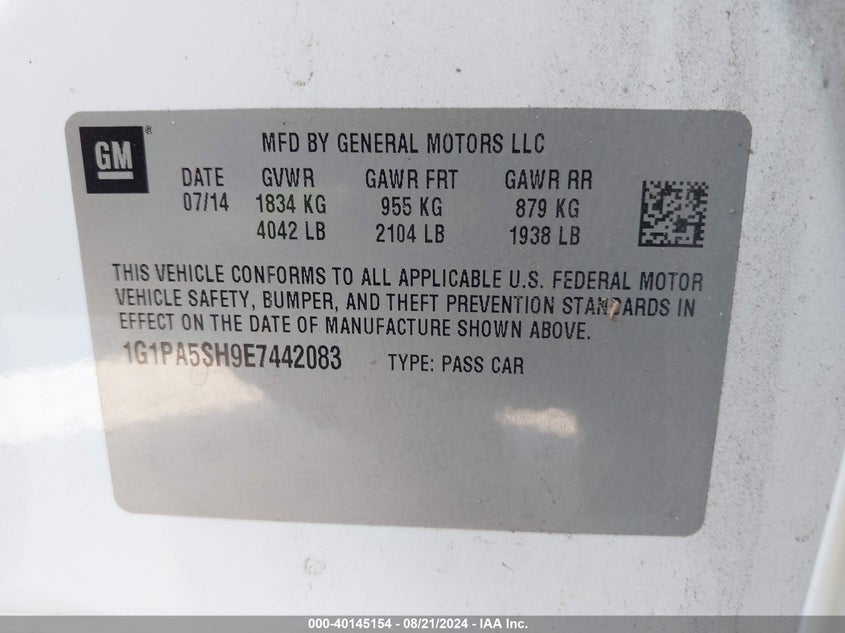 GM®
MFD BY GENERAL MOTORS LLC
DATE GVWR GAWR FRT GAWR RR
07/14 1834 KG 955 KG 879 KG
4042 LB 2104 LB 1938 LB
THIS VEHICLE CONFORMS TO ALL APPLICABLE U.S. FEDERAL MOTOR
VEHICLE SAFETY, BUMPER, AND THEFT PREVENTION STANDARDS IN
EFFECT ON THE DATE OF MANUFACTURE SHOWN ABOVE.
1G1PA5SH9E7442083 TYPE: PASS CAR
000-40145154 - 08/21/2024 - IAA Inc.